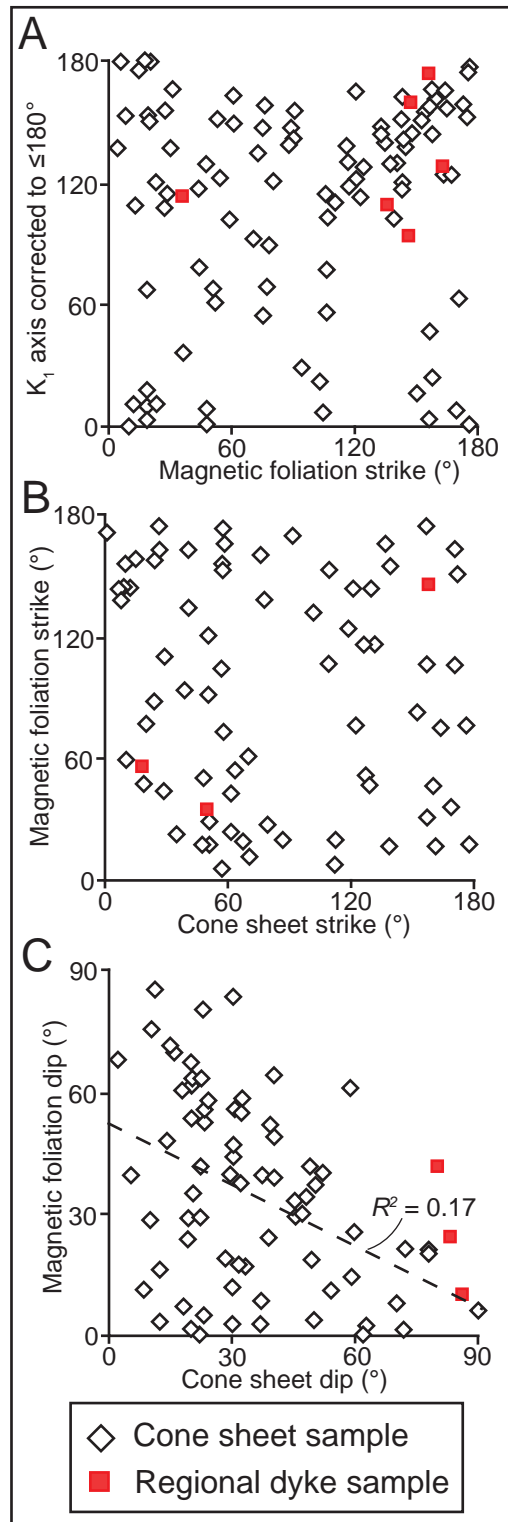 A
K₁ axis corrected to ≤180°
180
120
60
0
0 60 120 180
Magnetic foliation strike (°)
B
Magnetic foliation strike (°)
180
120
60
0
0 60 120 180
Cone sheet strike (°)
C
Magnetic foliation dip (°)
90
60
30
0
R² = 0.17
0 30 60 90
Cone sheet dip (°)
Cone sheet sample
Regional dyke sample